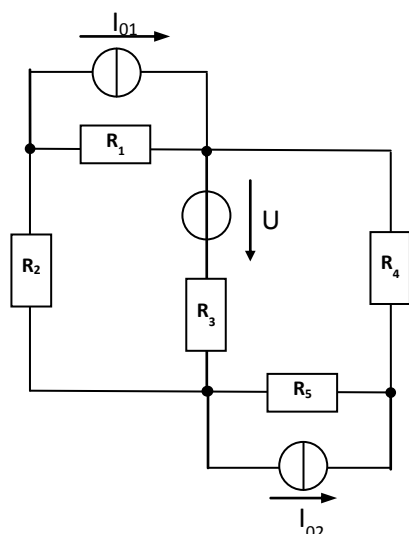 I₀₁
R₁
U
R₂
R₄
R₃
R₅
I₀₂